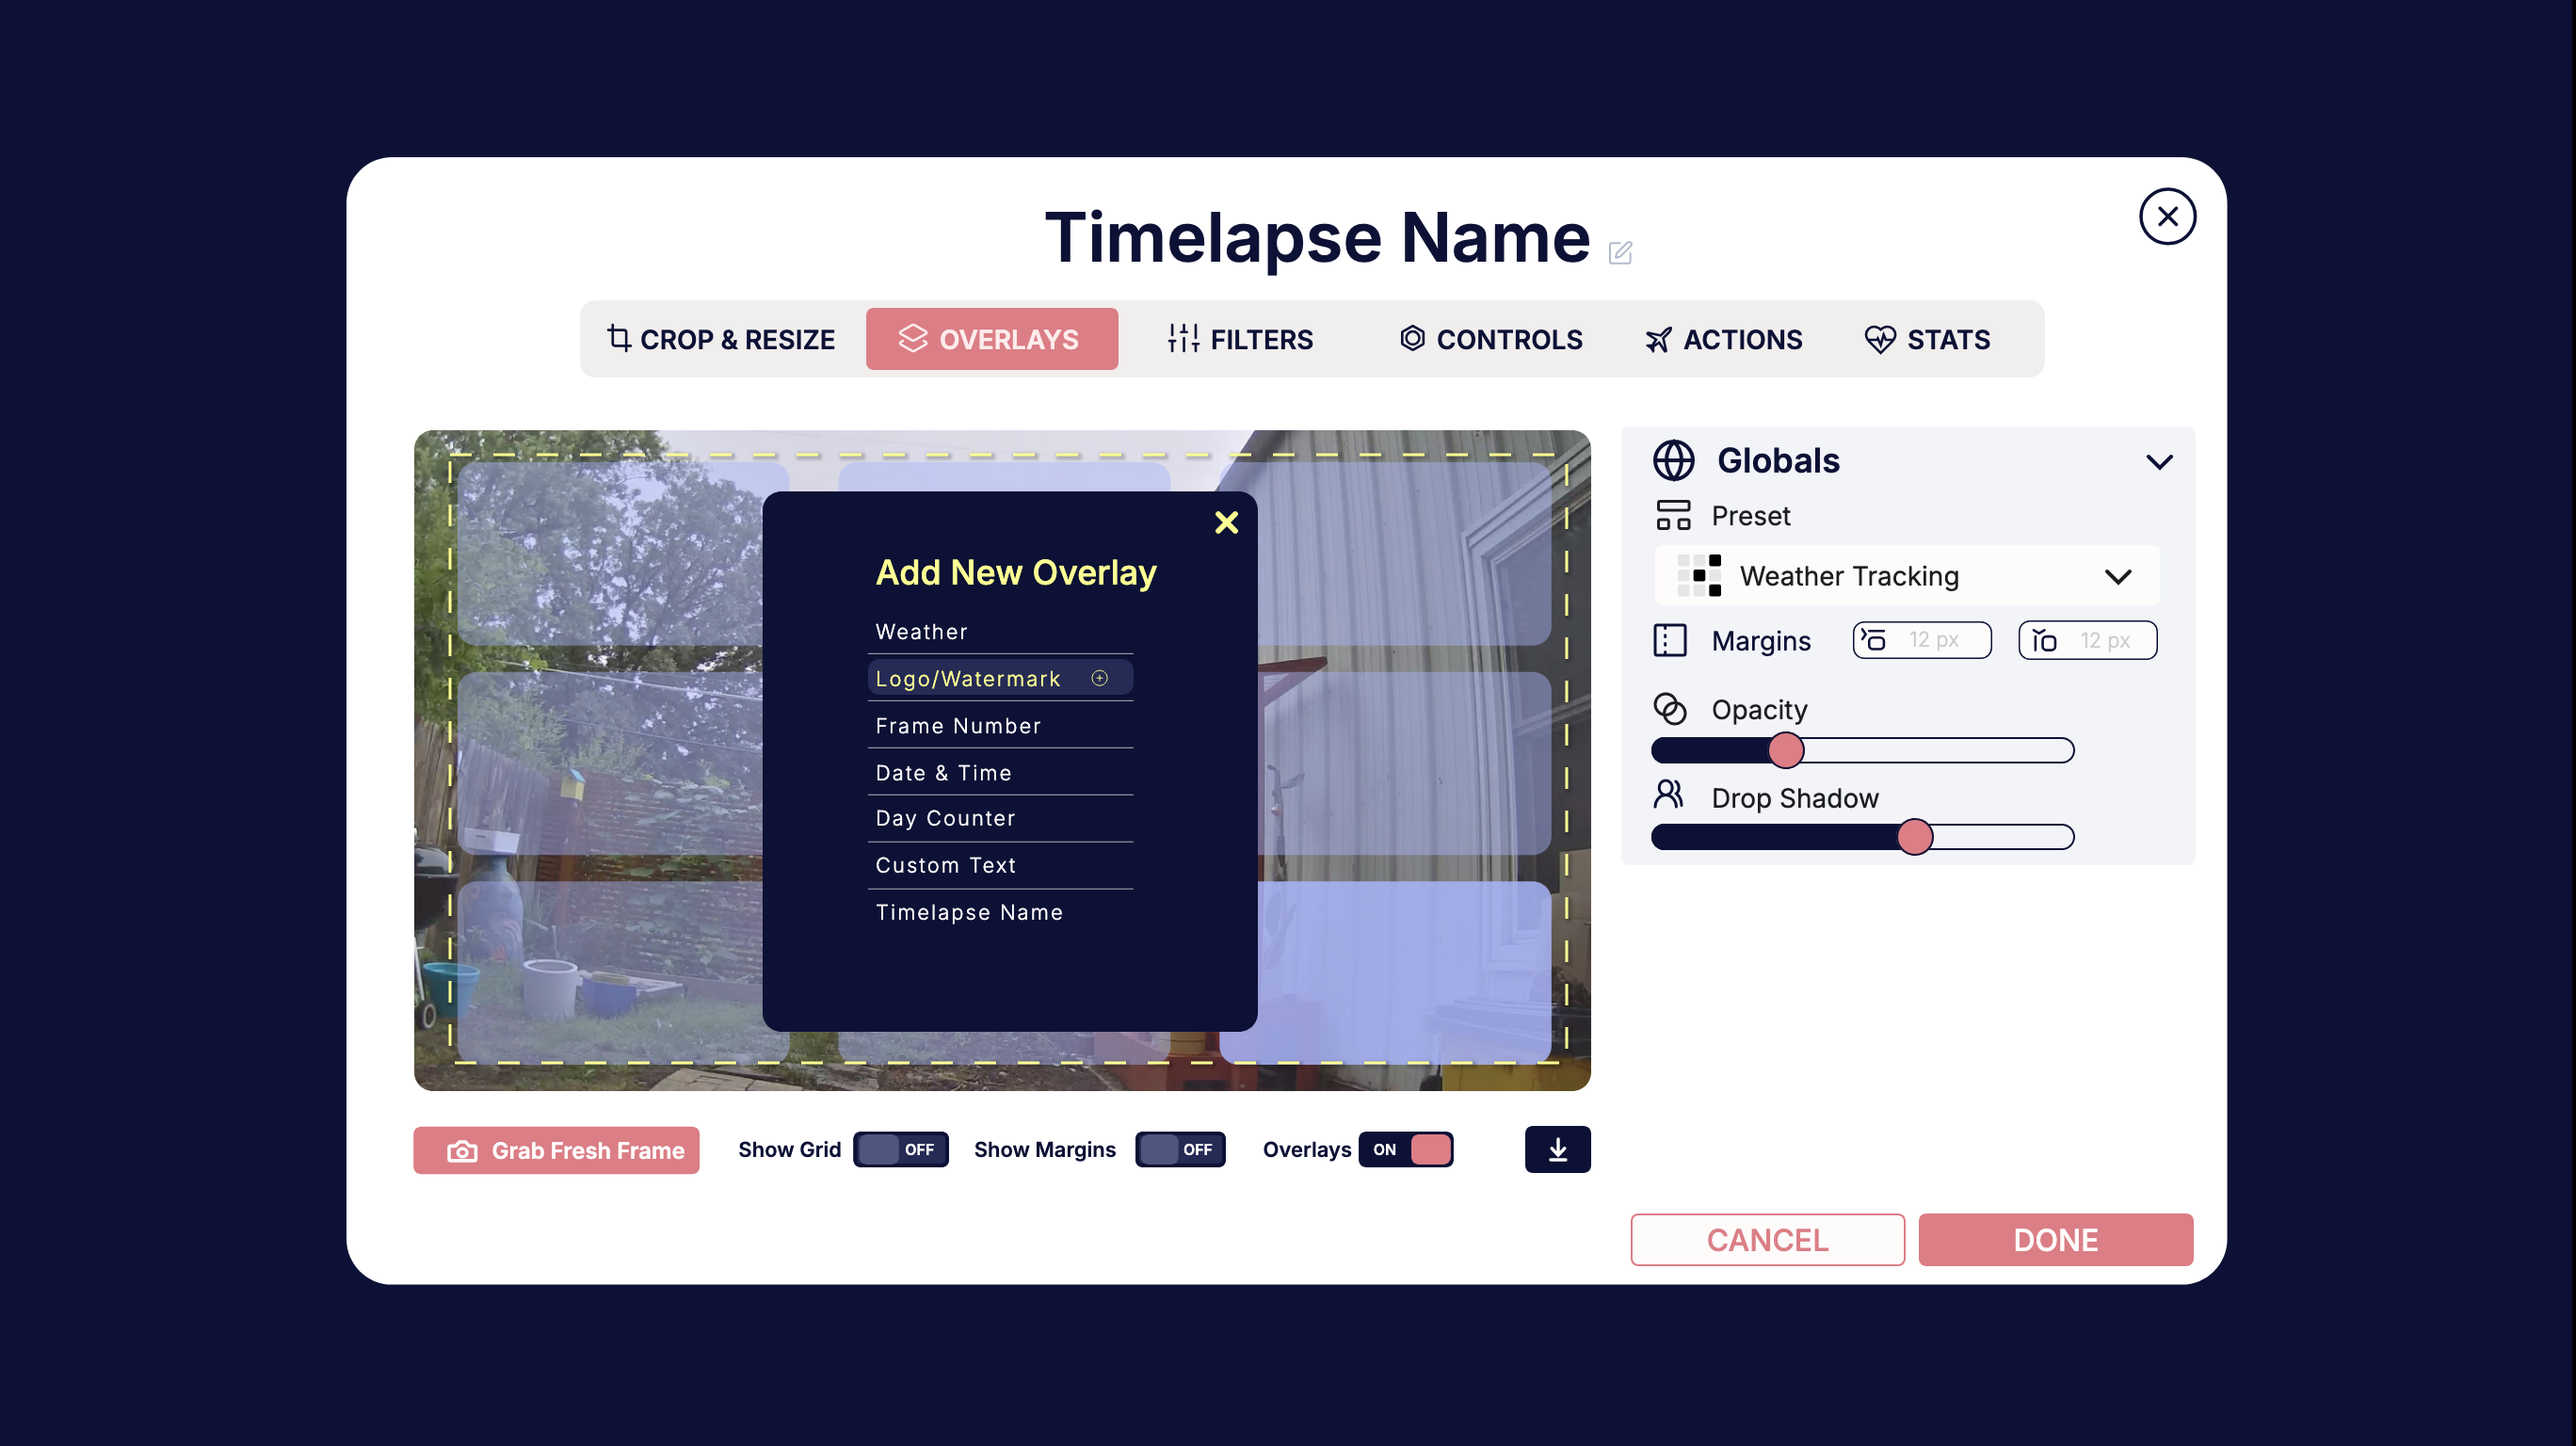 Timelapse Name
CROP & RESIZE
OVERLAYS
FILTERS
CONTROLS
ACTIONS
STATS
Add New Overlay
Weather
Logo/Watermark
Frame Number
Date & Time
Day Counter
Custom Text
Timelapse Name
Globals
Preset
Weather Tracking
Margins
12 px
12 px
Opacity
Drop Shadow
Grab Fresh Frame
Show Grid
OFF
Show Margins
OFF
Overlays
ON
CANCEL
DONE